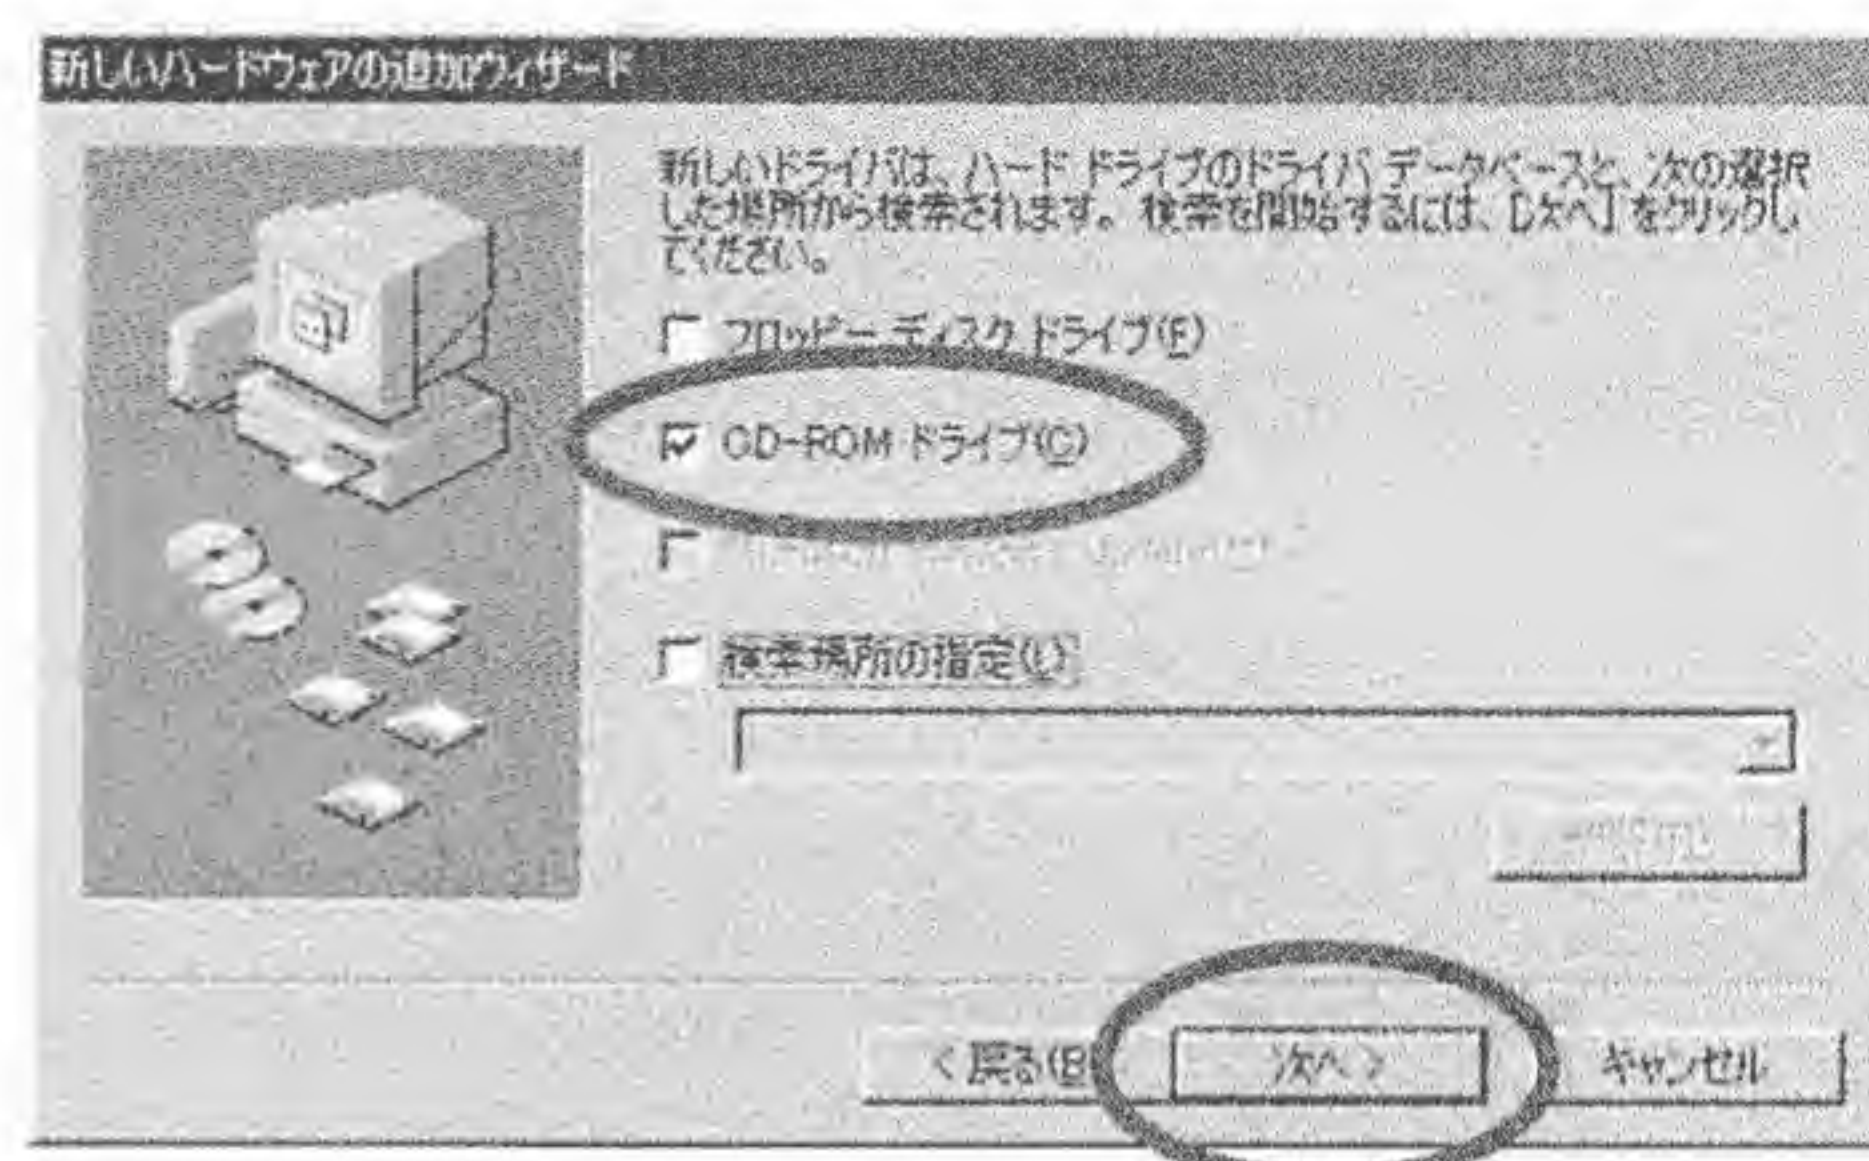 新しいハードウェアの追加ウィザード
新しいドライバは、ハード ドライブのドライバ データベースと、次の選択
した場所から検索されます。検索を開始するには、[次へ] をクリックし
てください。
フロッピー ディスク ドライブ(F)
CD-ROM ドライブ(C)
検索場所の指定(L)
< 戻る(B)
次へ >
キャンセル